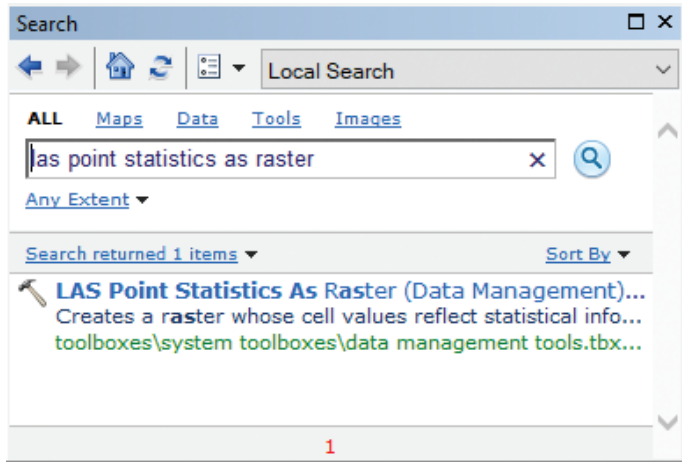 Search
Local Search
ALL Maps Data Tools Images
las point statistics as raster
Any Extent
Search returned 1 items Sort By
LAS Point Statistics As Raster (Data Management)...
Creates a raster whose cell values reflect statistical info...
toolboxes\system toolboxes\data management tools.tbx...
1